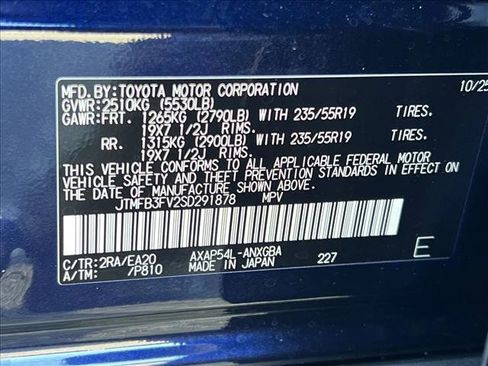 MFD.BY:TOYOTA MOTOR CORPORATION 10/25
GVWR:2510KG (5530LB)
GAWR:FRT. 1265KG (2790LB) WITH 235/55R19 TIRES.
19X7 1/2J RIMS.
RR. 1315KG (2900LB) WITH 235/55R19 TIRES.
19X7 1/2J RIMS.
THIS VEHICLE CONFORMS TO ALL APPLICABLE FEDERAL MOTOR
VEHICLE SAFETY AND THEFT PREVENTION STANDARDS IN EFFECT ON
THE DATE OF MANUFACTURE SHOWN ABOVE.
JTMFB3FV2SD291878 MPV
C/TR:2RA/EA20 AXAP54L-ANXGBA
A/TM: /P810 MADE IN JAPAN 227 E